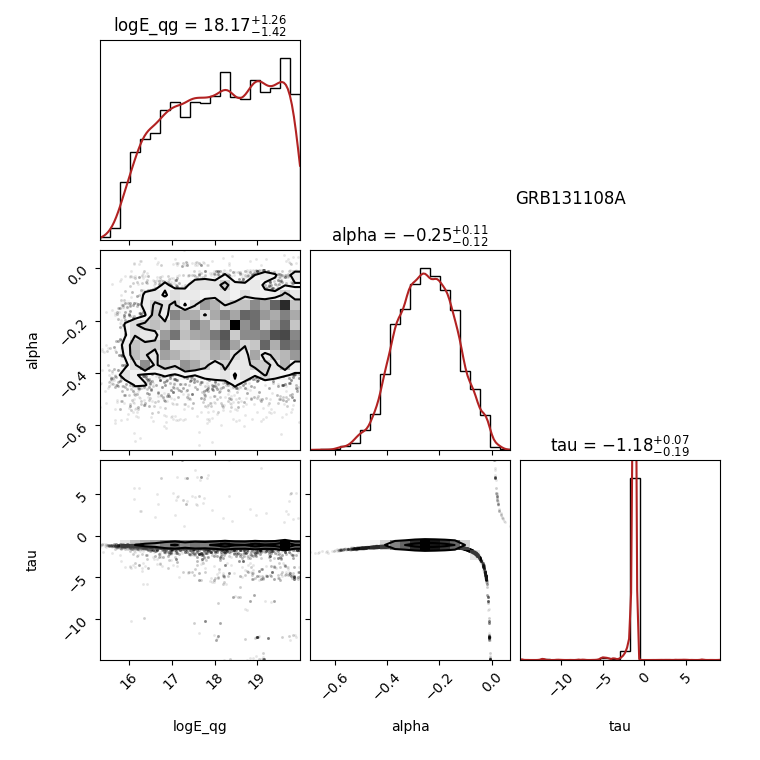 logE_qg = 18.17+1.26 −1.42
GRB131108A
alpha = −0.25+0.11 −0.12
0.0
−0.2
−0.4
−0.6
alpha
tau = −1.18+0.07 −0.19
5
0
−5
−10
tau
16 17 18 19
−0.6 −0.4 −0.2 0.0
−10 −5 0 5
logE_qg alpha tau